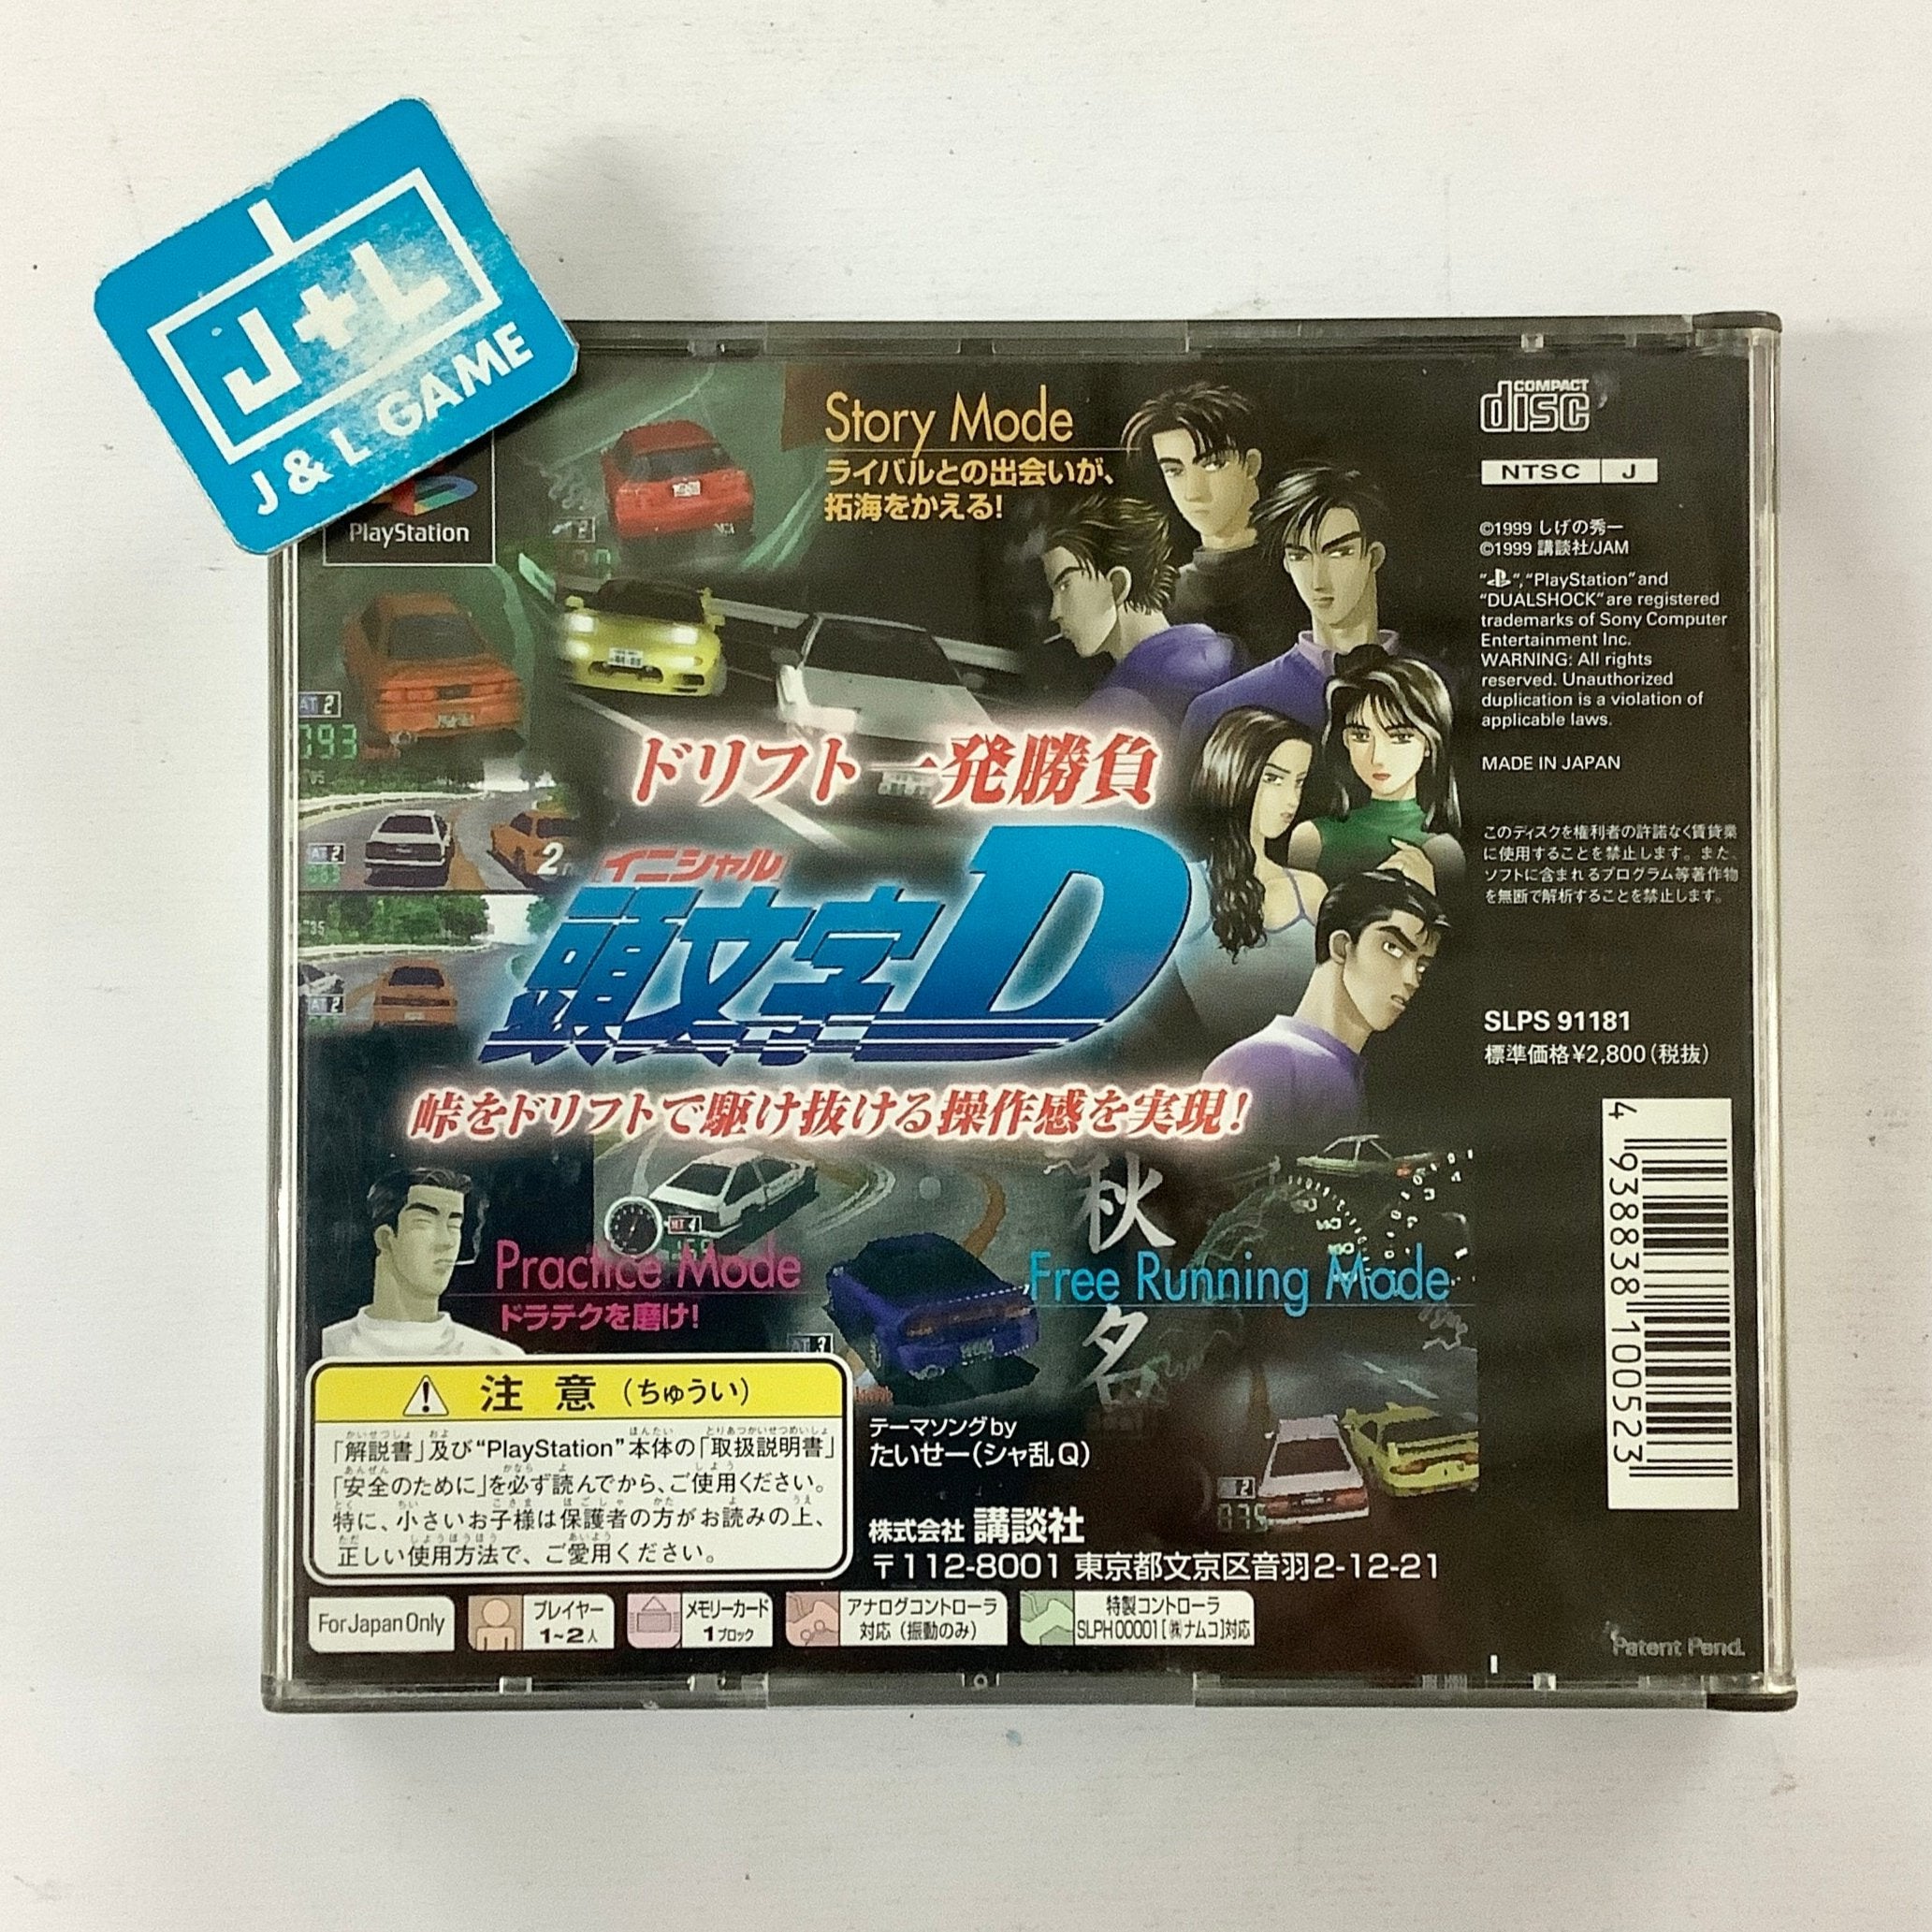 J+L
J & L GAME
PlayStation
Story Mode
ライバルとの出会いが、
拓海をかえる!
COMPACT
disc
NTSC J
©1999 しげの秀一
©1999 講談社/JAM
"PlayStation" and
"DUALSHOCK" are registered
trademarks of Sony Computer
Entertainment Inc.
WARNING: All rights
reserved. Unauthorized
duplication is a violation of
applicable laws.
MADE IN JAPAN
このディスクを権利者の許諾なく賃貸業
に使用することを禁止します。また、
ソフトに含まれるプログラム等著作物
を無断で解析することを禁止します。
AT 2
093
AT 2
2
AT 2
ドリフト一発勝負
イニシャル
頭文字D
峠をドリフトで駆け抜ける操作感を実現!
SLPS 91181
標準価格¥2,800(税抜)
4 938838 100523
Practice Mode
ドラテクを磨け!
MT 4
AT 3
秋名
Free Running Mode
2
075
注意(ちゅうい)
「解説書」及び“PlayStation”本体の「取扱説明書」
「安全のために」を必ず読んでから、ご使用ください。
特に、小さいお子様は保護者の方がお読みの上、
正しい使用方法で、ご愛用ください。
テーマソングby
たいせー(シャ乱Q)
株式会社 講談社
〒112-8001 東京都文京区音羽2-12-21
For Japan Only
プレイヤー
1~2人
メモリーカード
1ブロック
アナログコントローラ
対応(振動のみ)
特製コントローラ
SLPH 00001[㈱ナムコ]対応
Patent Pend.